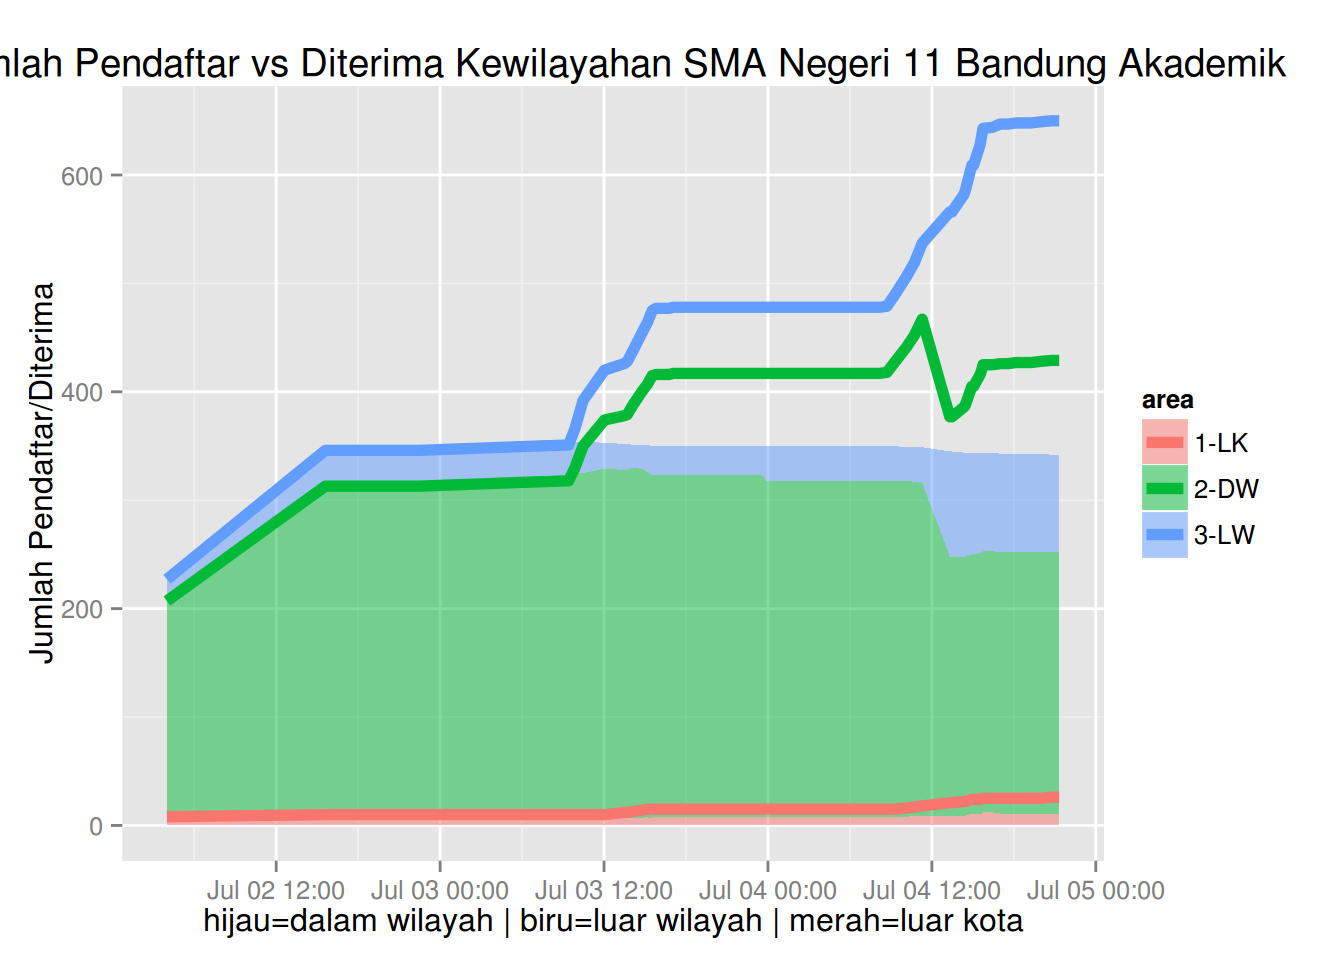 mlah Pendaftar vs Diterima Kewilayahan SMA Negeri 11 Bandung Akademik
Jumlah Pendaftar/Diterima
600
400
200
0
Jul 02 12:00 Jul 03 00:00 Jul 03 12:00 Jul 04 00:00 Jul 04 12:00 Jul 05 00:00
hijau=dalam wilayah | biru=luar wilayah | merah=luar kota
area
1-LK
2-DW
3-LW